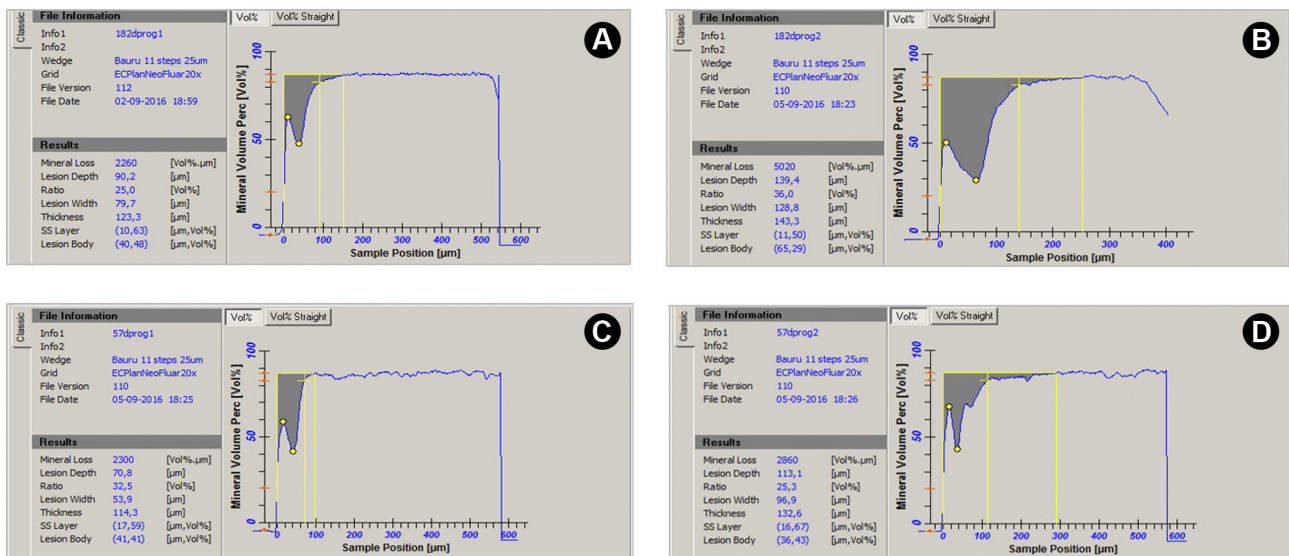 Classic
File Information
Info1 182dprog1
Info2
Wedge Bauru 11 steps 25um
Grid ECPlanNeoFluar20x
File Version 112
File Date 02-09-2016 18:59
Results
Mineral Loss 2260 [Vol%.µm]
Lesion Depth 90,2 [µm]
Ratio 25,0 [Vol%]
Lesion Width 79,7 [µm]
Thickness 123,3 [µm]
SS Layer (10,63) [µm,Vol%]
Lesion Body (40,48) [µm,Vol%]
Vol% Vol% Straight
A
Mineral Volume Perc [Vol%]
100
50
0
0 100 200 300 400 500 600
Sample Position [µm]
Classic
File Information
Info1 182dprog2
Info2
Wedge Bauru 11 steps 25um
Grid ECPlanNeoFluar20x
File Version 110
File Date 05-09-2016 18:23
Results
Mineral Loss 5020 [Vol%.µm]
Lesion Depth 139,4 [µm]
Ratio 36,0 [Vol%]
Lesion Width 128,8 [µm]
Thickness 143,3 [µm]
SS Layer (11,50) [µm,Vol%]
Lesion Body (65,29) [µm,Vol%]
Vol% Vol% Straight
B
Mineral Volume Perc [Vol%]
100
50
0
0 100 200 300 400
Sample Position [µm]
Classic
File Information
Info1 57dprog1
Info2
Wedge Bauru 11 steps 25um
Grid ECPlanNeoFluar20x
File Version 110
File Date 05-09-2016 18:25
Results
Mineral Loss 2300 [Vol%.µm]
Lesion Depth 70,8 [µm]
Ratio 32,5 [Vol%]
Lesion Width 53,9 [µm]
Thickness 114,3 [µm]
SS Layer (17,59) [µm,Vol%]
Lesion Body (41,41) [µm,Vol%]
Vol% Vol% Straight
C
Mineral Volume Perc [Vol%]
100
50
0
0 100 200 300 400 500 600
Sample Position [µm]
Classic
File Information
Info1 57dprog2
Info2
Wedge Bauru 11 steps 25um
Grid ECPlanNeoFluar20x
File Version 110
File Date 05-09-2016 18:26
Results
Mineral Loss 2860 [Vol%.µm]
Lesion Depth 113,1 [µm]
Ratio 25,3 [Vol%]
Lesion Width 96,9 [µm]
Thickness 132,6 [µm]
SS Layer (16,67) [µm,Vol%]
Lesion Body (36,43) [µm,Vol%]
Vol% Vol% Straight
D
Mineral Volume Perc [Vol%]
100
50
0
0 100 200 300 400 500 600
Sample Position [µm]